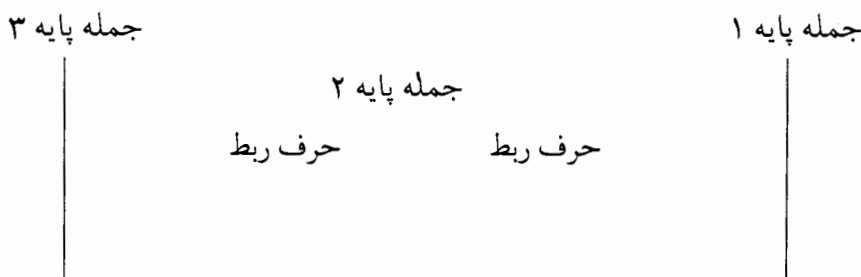 جمله پایه ۱ جمله پایه ۳
جمله پایه ۲
حرف ربط حرف ربط